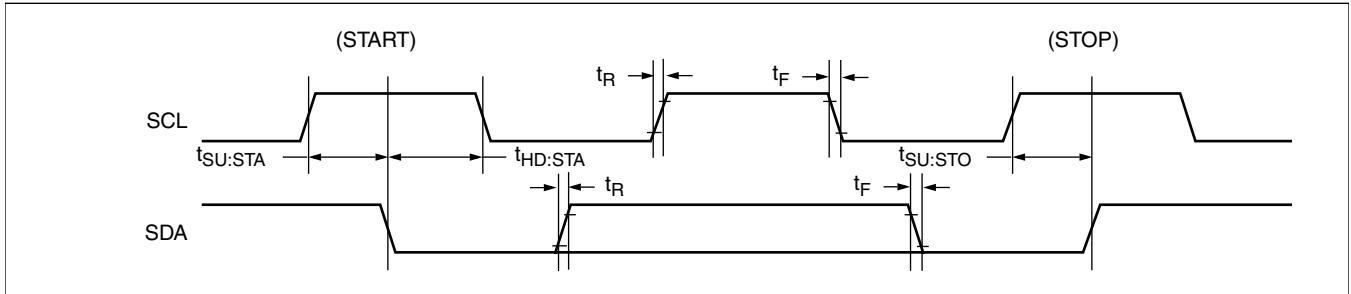 (START)
(STOP)
tR
tF
SCL
tSU:STA
tHD:STA
tSU:STO
tR
tF
SDA